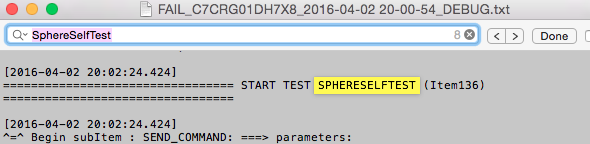 FAIL_C7CRG01DH7X8_2016-04-02 20-00-54_DEBUG.txt
SphereSelfTest 8 < > Done
[2016-04-02 20:02:24.424]
================================ START TEST SPHERESELFTEST (Item136)
================================
[2016-04-02 20:02:24.424]
^=^ Begin subItem : SEND_COMMAND: ===> parameters: